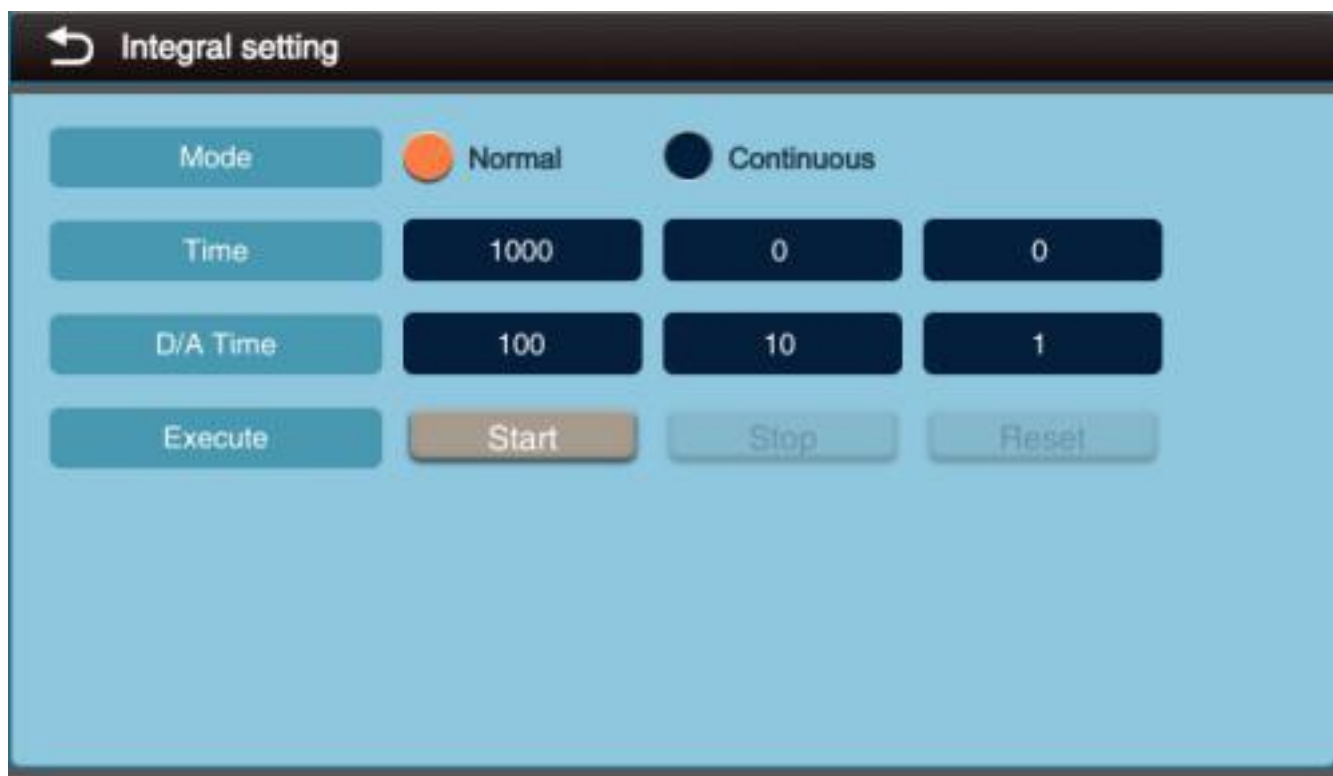 Integral setting
Mode Normal Continuous
Time 1000 0 0
D/A Time 100 10 1
Execute Start Stop Reset